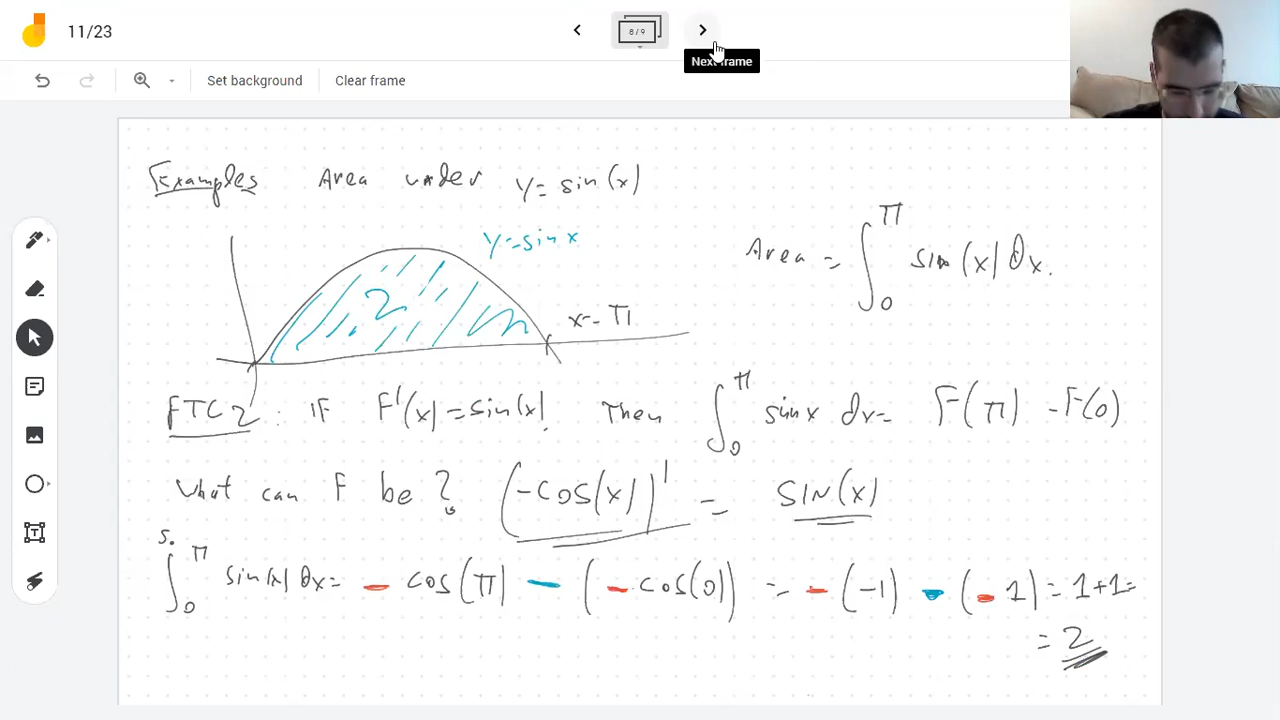 11/23
8/9
Next frame
Set background
Clear frame
Examples Area under y = sin(x)
y = sin x
Area = ∫₀^π sin(x) dx.
2
x = π
FTC 2 : If F'(x) = sin(x). Then ∫₀^π sin x dx = F(π) - F(0)
What can F be? (-cos(x))' = SIN(x)
So ∫₀^π sin(x) dx = - cos(π) - (- cos(0)) = - (-1) - (- 1) = 1+1 =
= 2